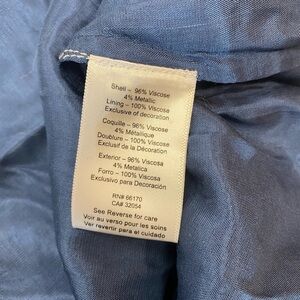 Shell – 96% Viscose
4% Metallic
Lining – 100% Viscose
Exclusive of decoration
Coquille – 96% Viscose
4% Métallique
Doublure – 100% Viscose
Exclusif de la Décoration
Exterior – 96% Viscosa
4% Metalica
Forro – 100% Viscosa
Exclusivo para Decoración
RN# 66170
CA# 32054
See Reverse for care
Voir au verso pour les soins
Ver revertir para el cuidado